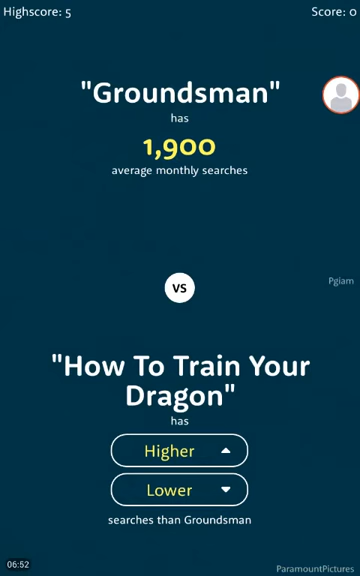 Highscore: 5
Score: 0
"Groundsman"
has
1,900
average monthly searches
Pgiam
VS
"How To Train Your
Dragon"
has
Higher
Lower
searches than Groundsman
06:52
ParamountPictures